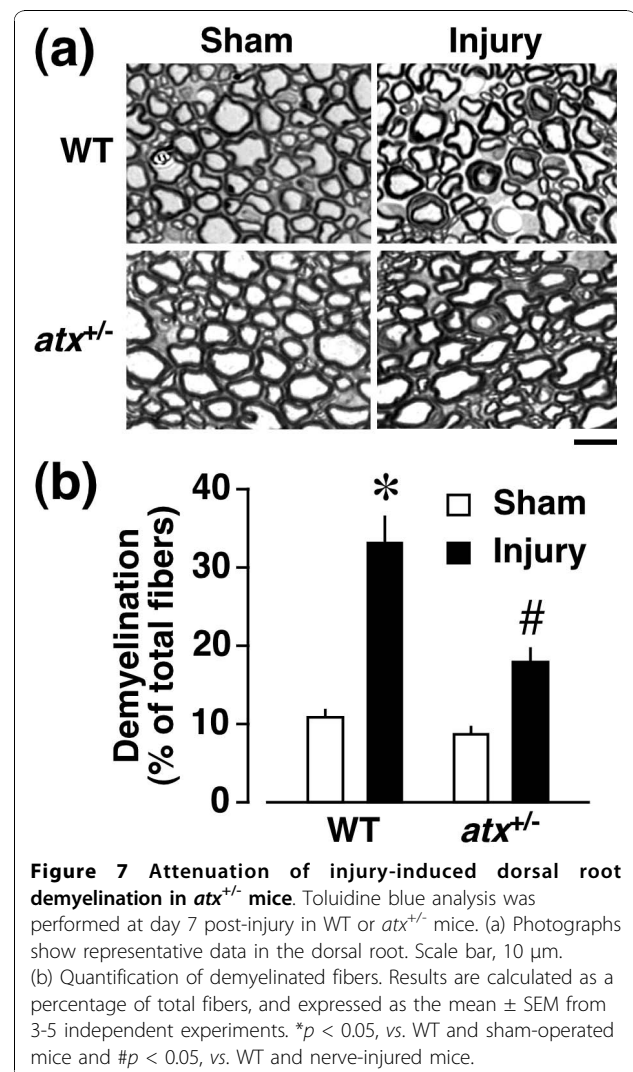 (a)
Sham Injury
WT
atx+/-
(b)
Demyelination
(% of total fibers)
40
30
20
10
0
*
#
Sham
Injury
WT atx+/-
Figure 7 Attenuation of injury-induced dorsal root
demyelination in atx+/- mice. Toluidine blue analysis was
performed at day 7 post-injury in WT or atx+/- mice. (a) Photographs
show representative data in the dorsal root. Scale bar, 10 μm.
(b) Quantification of demyelinated fibers. Results are calculated as a
percentage of total fibers, and expressed as the mean ± SEM from
3-5 independent experiments. *p < 0.05, vs. WT and sham-operated
mice and #p < 0.05, vs. WT and nerve-injured mice.